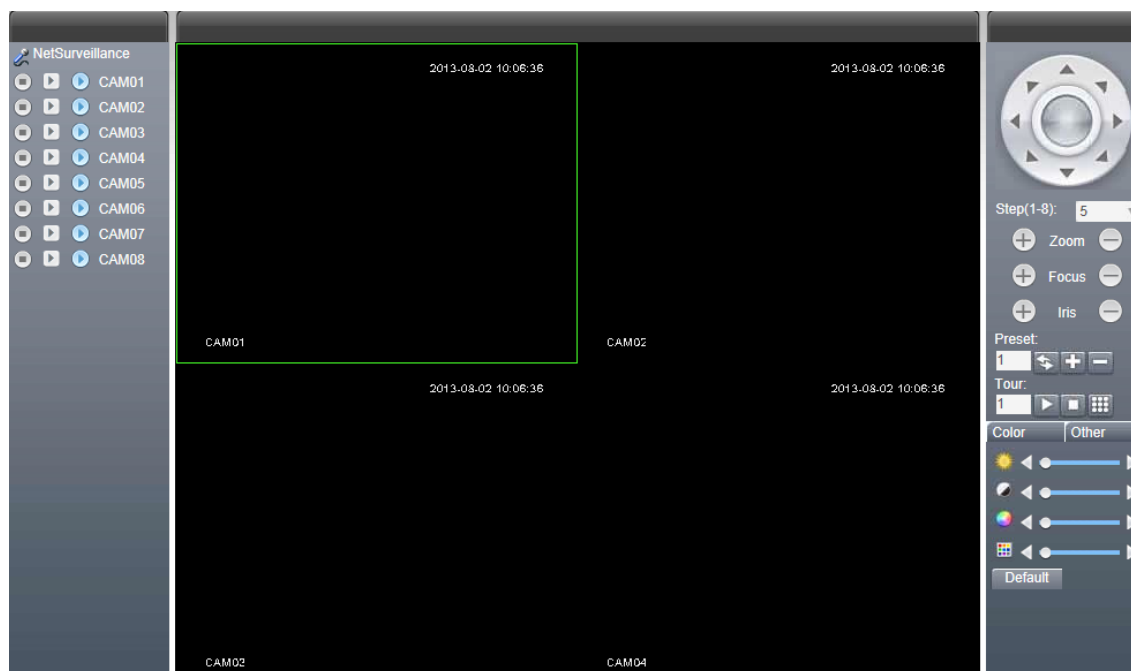 NetSurveillance
CAM01
CAM02
CAM03
CAM04
CAM05
CAM06
CAM07
CAM08
2013-08-02 10:06:36
2013-08-02 10:06:36
CAM01
CAM02
2013-08-02 10:06:36
2013-08-02 10:06:36
CAM03
CAM04
Step(1-8): 5
Zoom
Focus
Iris
Preset:
1
Tour:
1
Color Other
Default